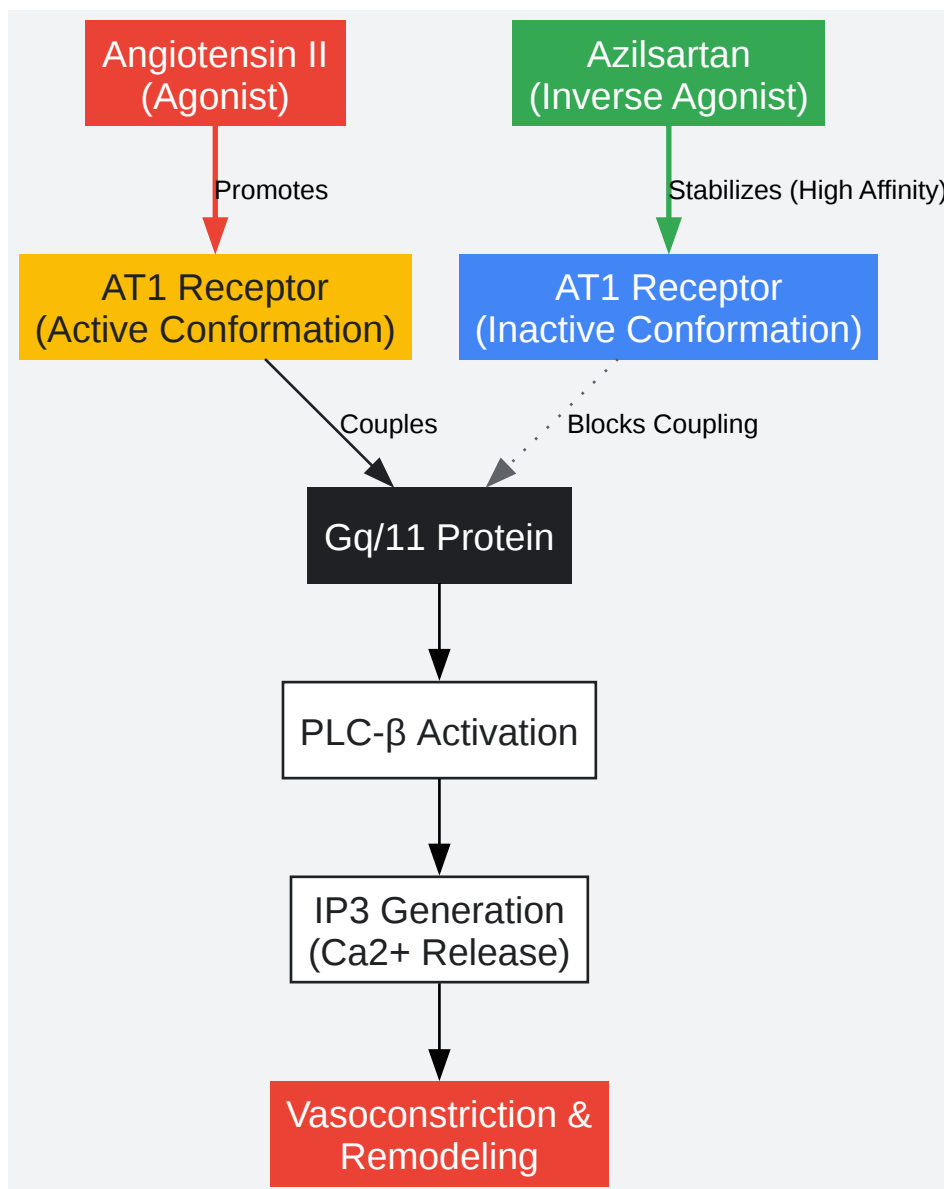 Angiotensin II
(Agonist)
Azilsartan
(Inverse Agonist)
Promotes
Stabilizes (High Affinity)
AT1 Receptor
(Active Conformation)
AT1 Receptor
(Inactive Conformation)
Couples
Blocks Coupling
Gq/11 Protein
PLC-β Activation
IP3 Generation
(Ca2+ Release)
Vasoconstriction &
Remodeling